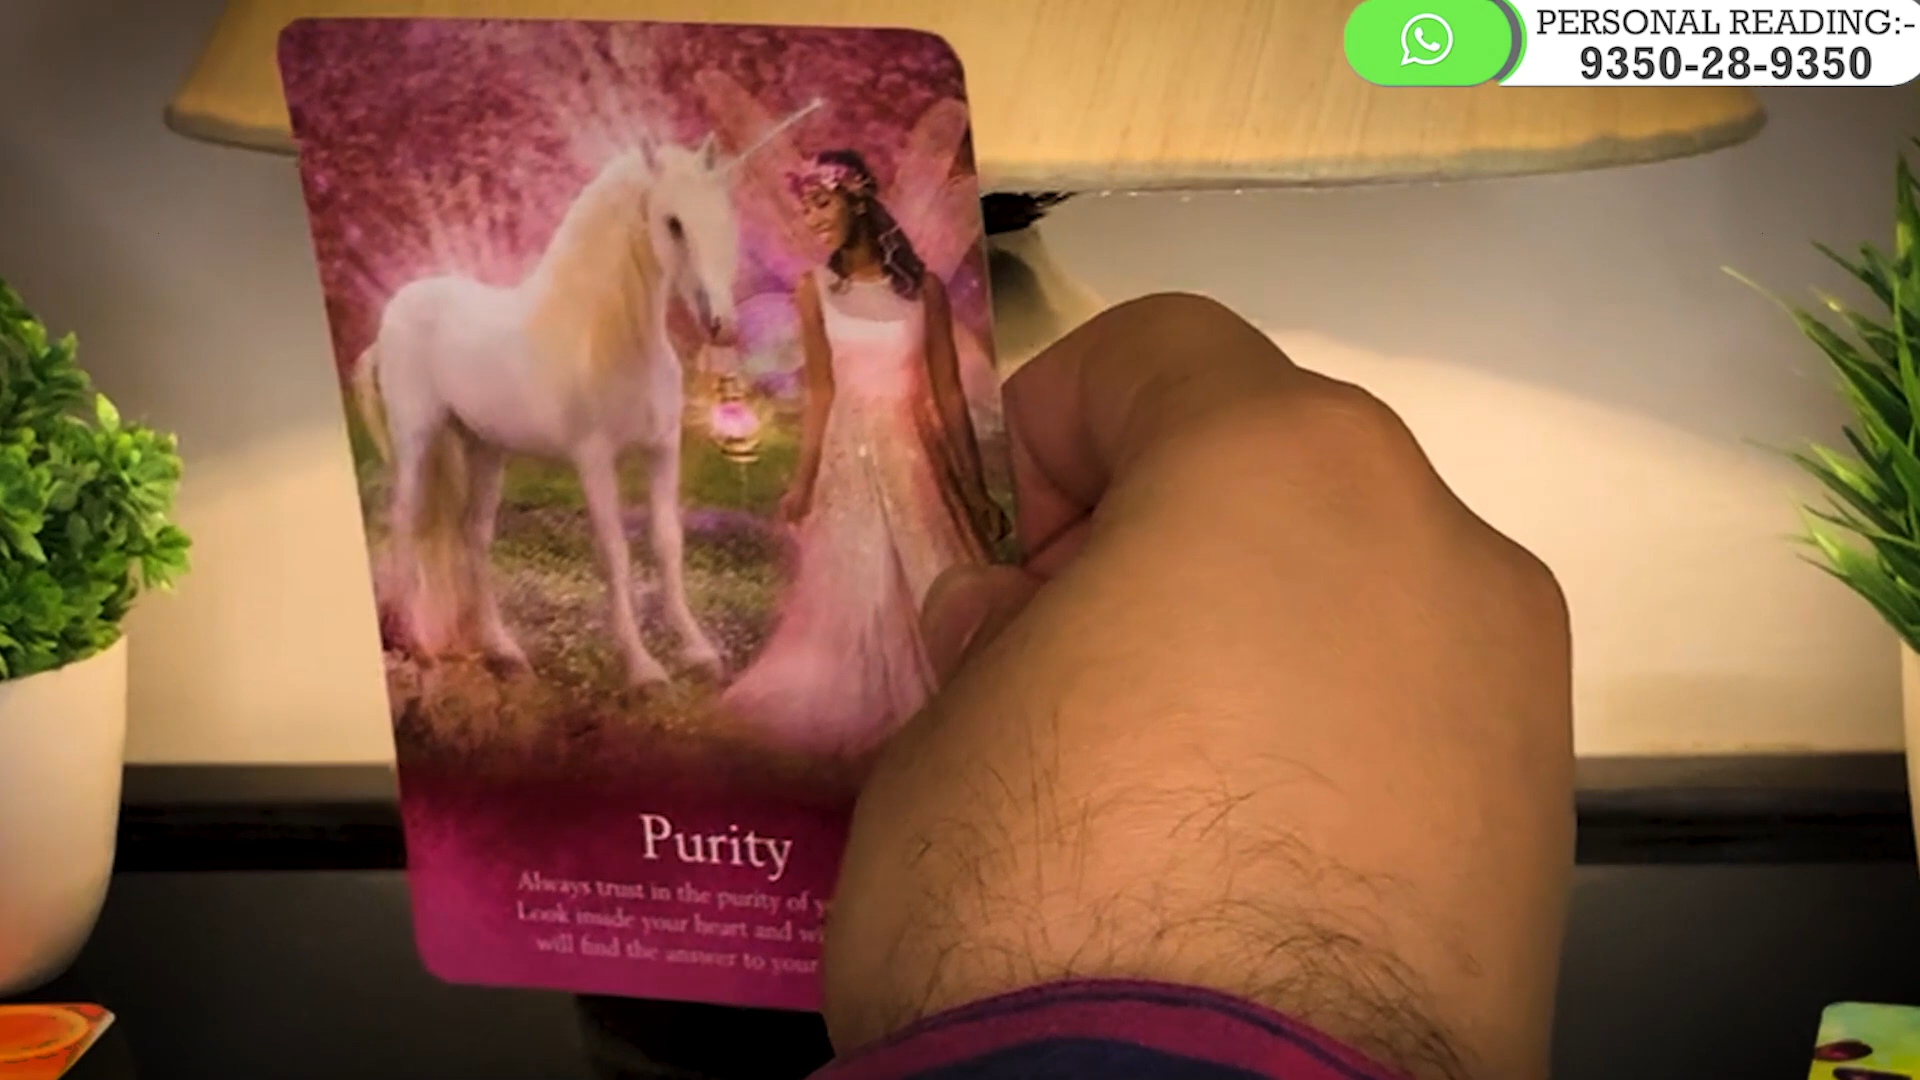 PERSONAL READING:-
9350-28-9350
Purity
Always trust in the purity of
Look inside your heart and
will find the answer to your